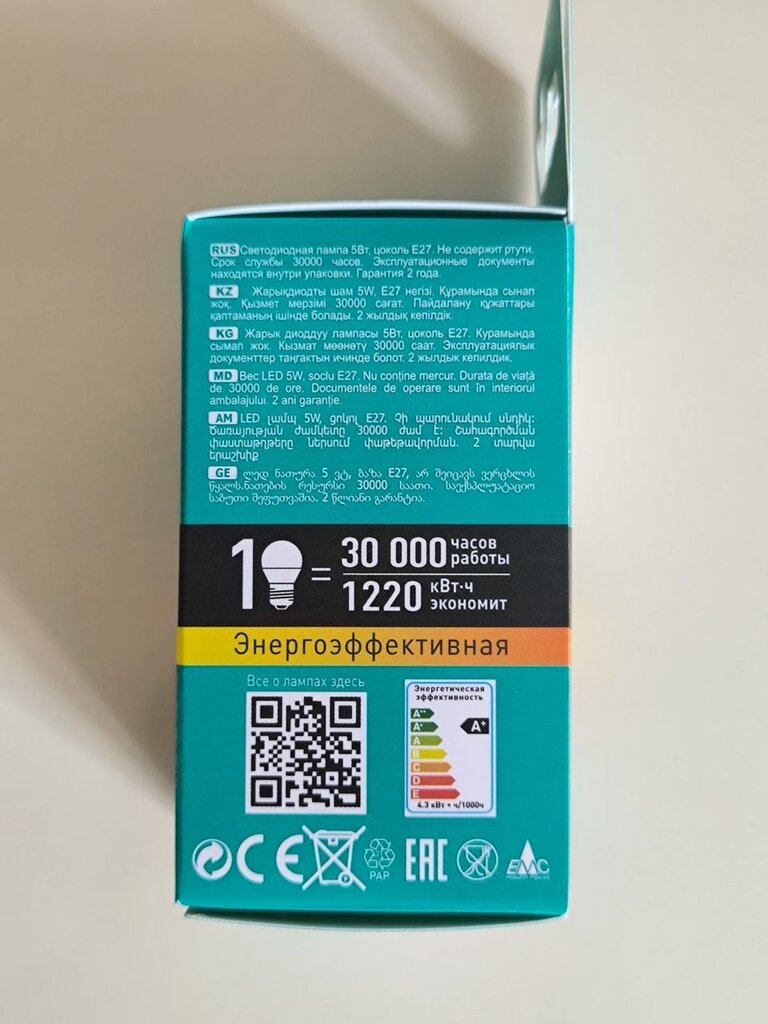 RUS Светодиодная лампа 5Вт, цоколь E27. Не содержит ртути.
Срок службы 30000 часов. Эксплуатационные документы
находятся внутри упаковки. Гарантия 2 года.
KZ Жарықдиодты шам 5W, E27 негізі. Құрамында сынап
жоқ. Қызмет мерзімі 30000 сағат. Пайдалану құжаттары
қаптаманың ішінде болады. 2 жылдық кепілдік.
KG Жарык диоддуу лампасы 5Вт, цоколь E27. Курамында
сымап жок. Кызмат мөөнөтү 30000 саат. Эксплуатациялык
документтер таңгактын ичинде болот. 2 жылдык кепилдик.
MD Bec LED 5W, soclu E27. Nu conține mercur. Durata de viață
de 30000 de ore. Documentele de operare sunt în interiorul
ambalajului. 2 ani garanție.
AM LED լամպ 5W, ցոկոլ E27. Չի պարունակում սնդիկ:
Ծառայության ժամկետը 30000 ժամ է: Շահագործման
փաստաթղթերը ներսում փաթեթավորման. 2 տարվա
երաշխիք
GE ლედ ნათურა 5 ვტ, ბაზა E27, არ შეიცავს ვერცხლის
წყალს.ნათების რესურსი 30000 საათი. საექსპლუატაციო
საბუთი შეფუთვაშია. 2 წლიანი გარანტია.
1 = 30 000 часов работы
1220 кВт·ч экономит
Энергоэффективная
Все о лампах здесь
Энергетическая
эффективность
A++
A+ A+
A
B
C
D
E
4.3 кВт • ч/1000ч
CE PAP EAC EMC